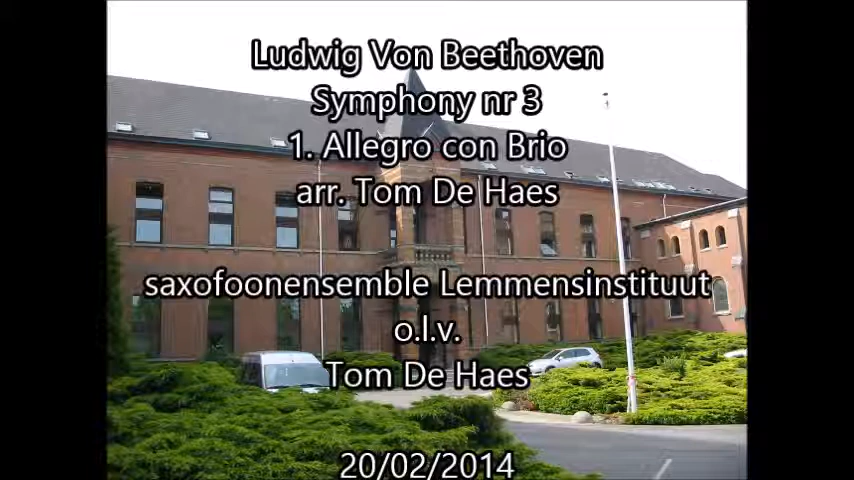 Ludwig Von Beethoven
Symphony nr 3
1. Allegro con Brio
arr. Tom De Haes
saxofoonensemble Lemmensinstituut
o.l.v.
Tom De Haes
20/02/2014